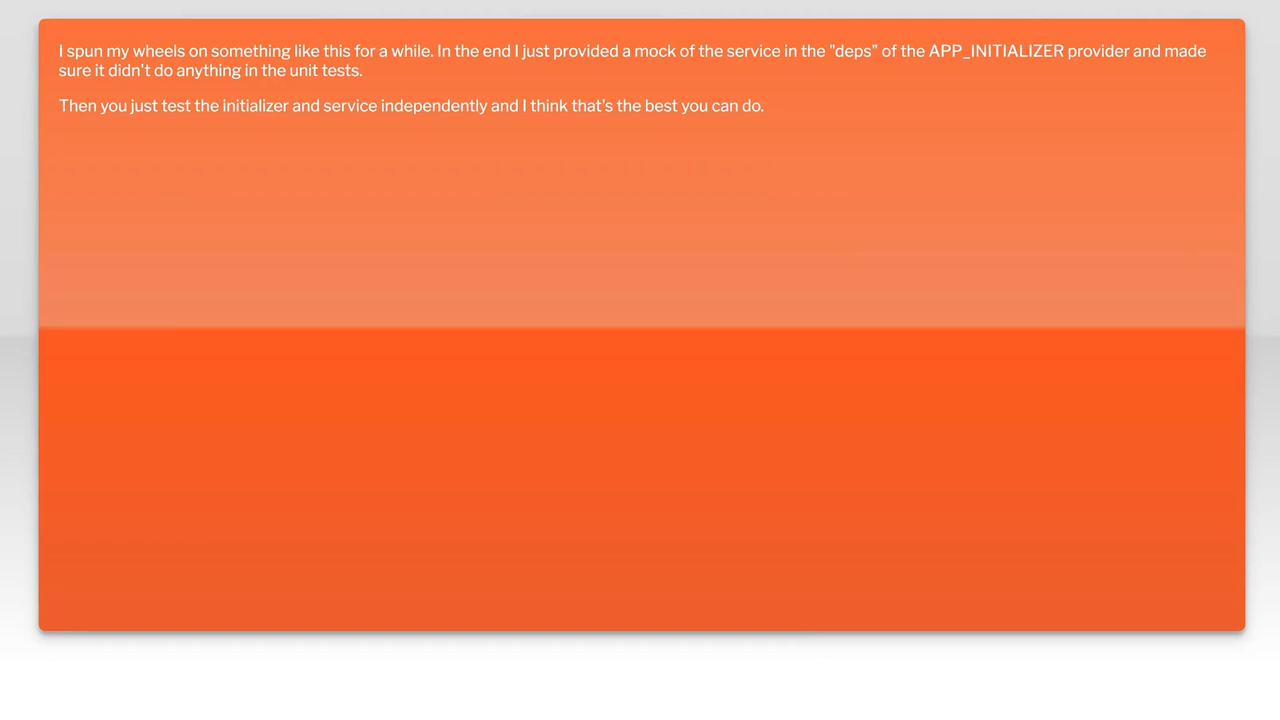 I spun my wheels on something like this for a while. In the end I just provided a mock of the service in the "deps" of the APP_INITIALIZER provider and made
sure it didn't do anything in the unit tests.
Then you just test the initializer and service independently and I think that's the best you can do.